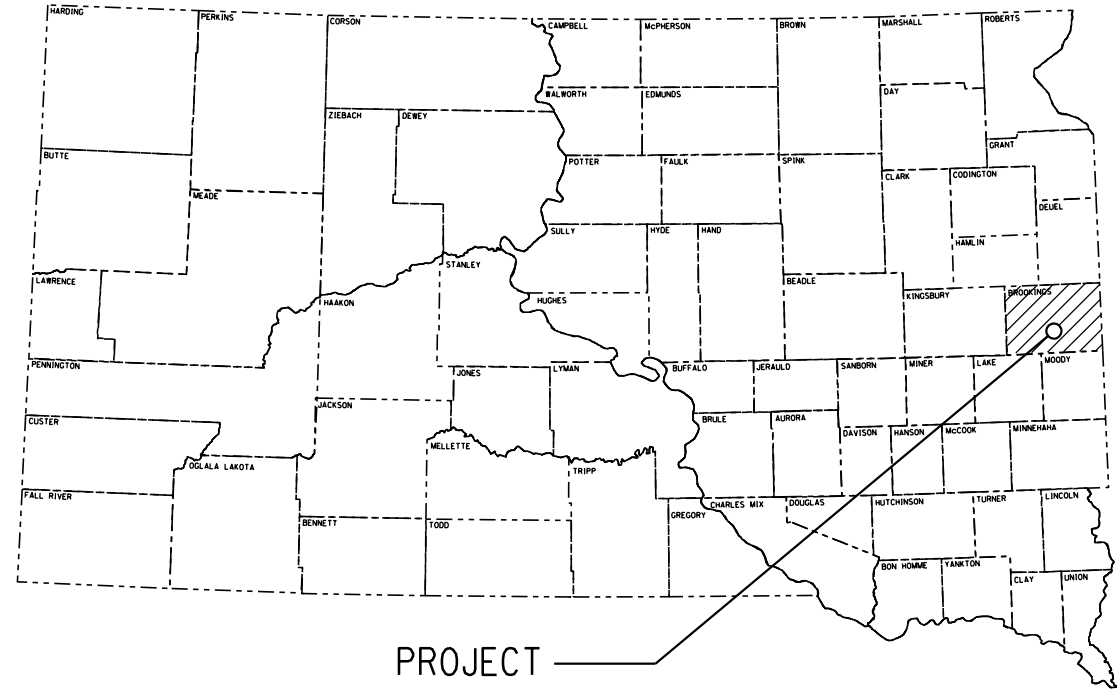 HARDING
PERKINS
CORSON
CAMPBELL
McPHERSON
BROWN
MARSHALL
ROBERTS
WALWORTH
EDMUNDS
DAY
ZIEBACH
DEWEY
GRANT
BUTTE
POTTER
FAULK
SPINK
CLARK
CODINGTON
MEADE
DEUEL
SULLY
HYDE
HAND
HAMLIN
STANLEY
LAWRENCE
BEADLE
KINGSBURY
BROOKINGS
HAAKON
HUGHES
PENNINGTON
JONES
LYMAN
BUFFALO
JERAULD
SANBORN
MINER
LAKE
MOODY
JACKSON
CUSTER
BRULE
AURORA
DAVISON
HANSON
McCOOK
MINNEHAHA
MELLETTE
OGLALA LAKOTA
TRIPP
FALL RIVER
GREGORY
CHARLES MIX
DOUGLAS
HUTCHINSON
TURNER
LINCOLN
BENNETT
TODD
BON HOMME
YANKTON
CLAY
UNION
PROJECT